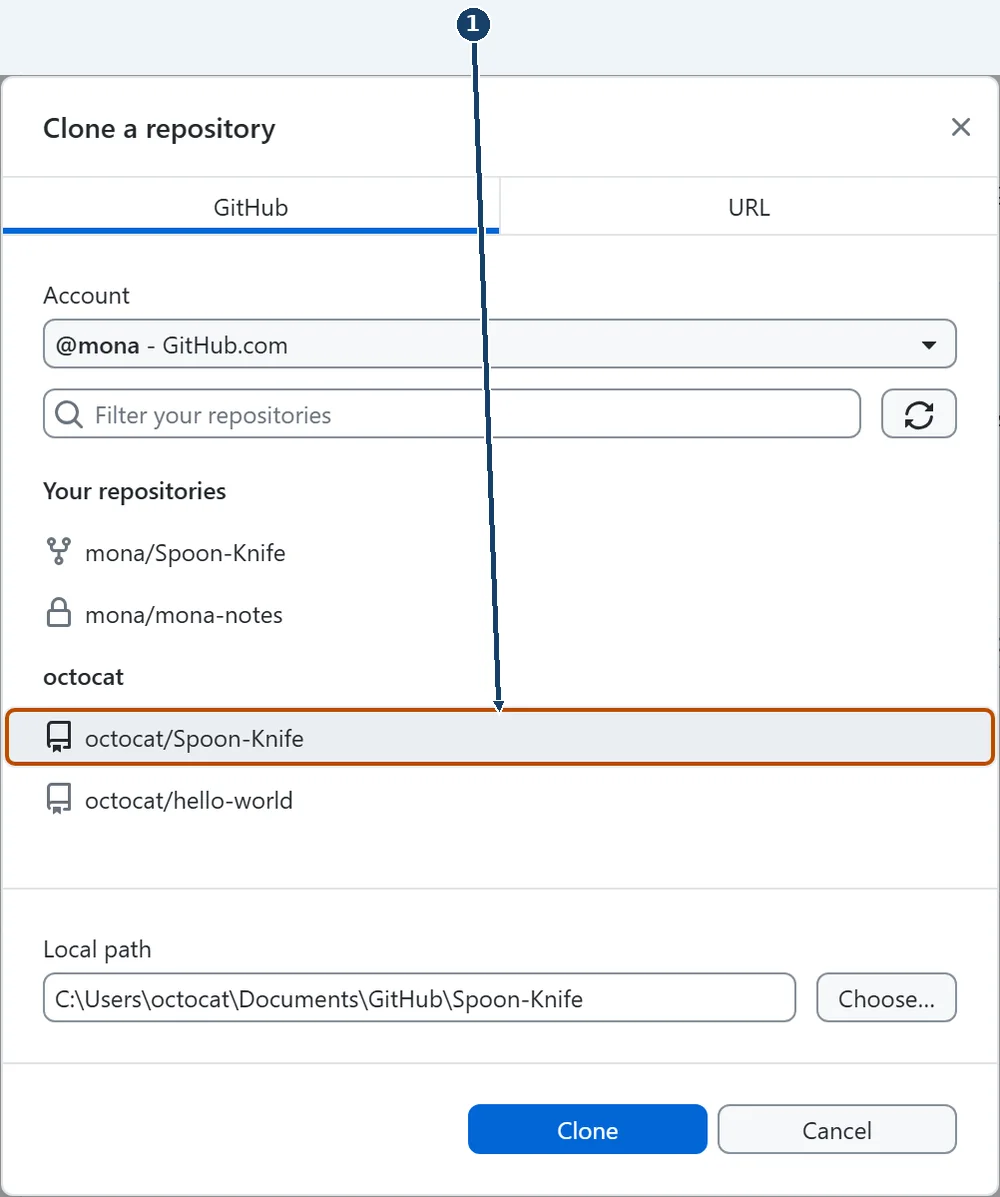 1
Clone a repository
GitHub
URL
Account
@mona - GitHub.com
Filter your repositories
Your repositories
mona/Spoon-Knife
mona/mona-notes
octocat
octocat/Spoon-Knife
octocat/hello-world
Local path
C:\Users\octocat\Documents\GitHub\Spoon-Knife
Choose...
Clone
Cancel